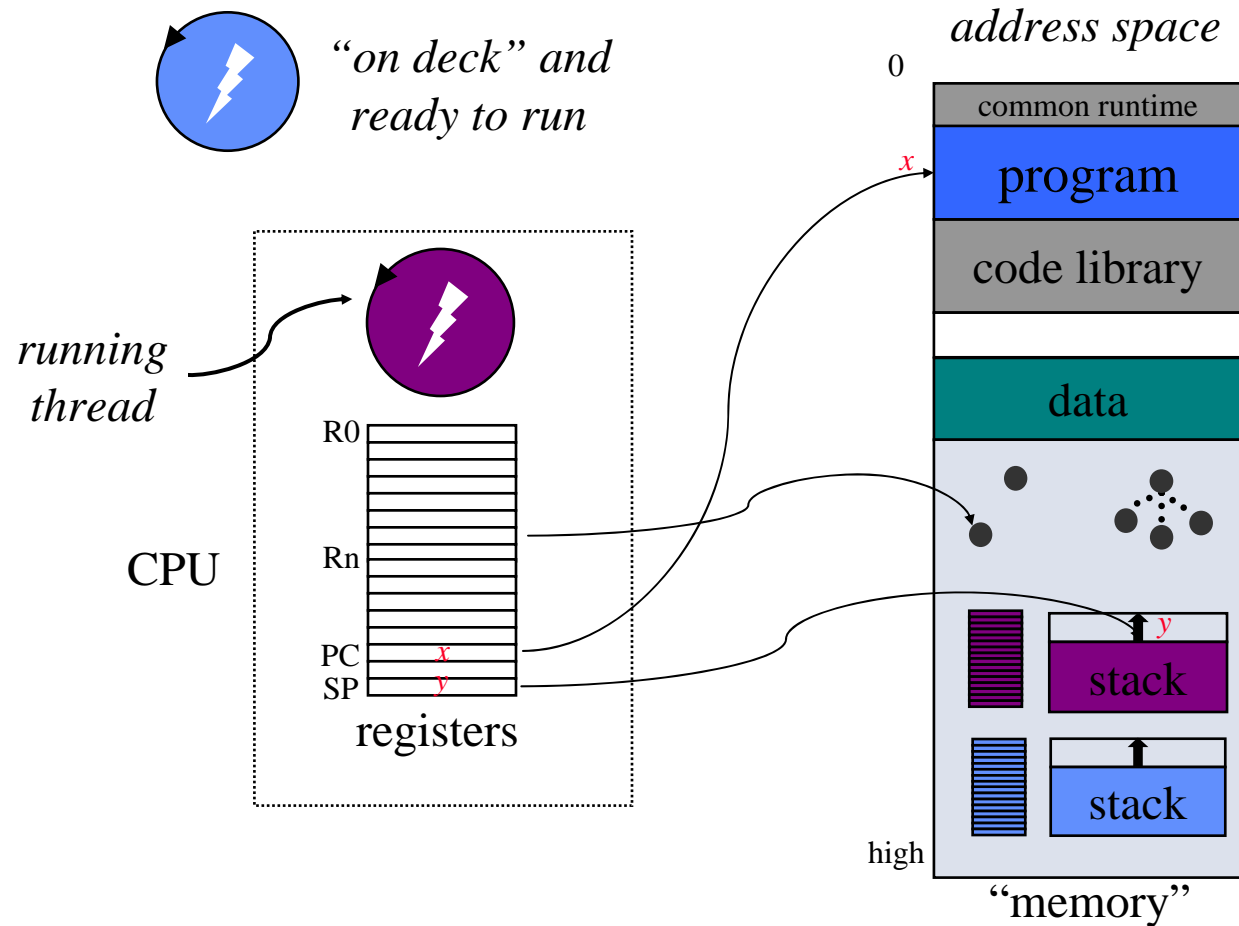 “on deck” and
ready to run
address space
0
common runtime
x
program
code library
running
thread
data
R0
CPU
Rn
PC
x
SP
y
registers
y
stack
stack
high
“memory”